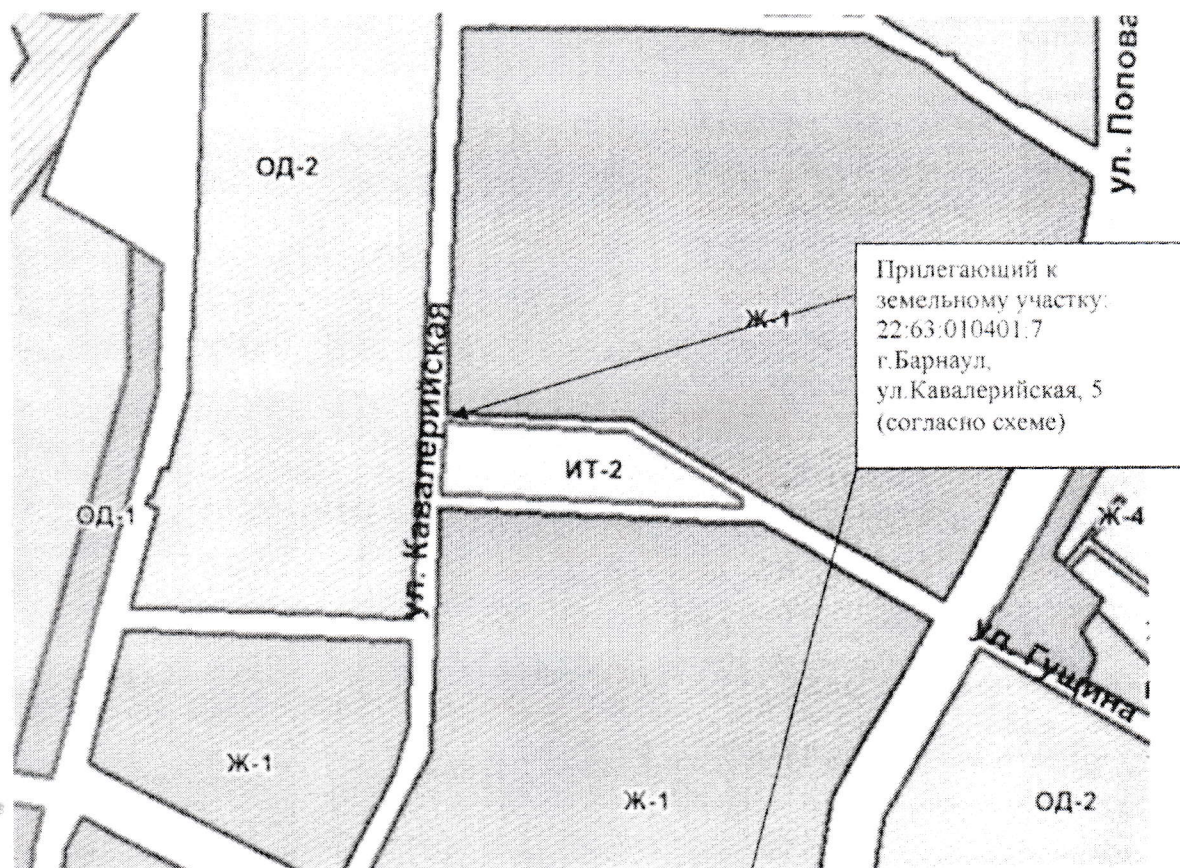 ул. Попова
ОД-2
Прилегающий к
земельному участку:
22:63:010401:7
г.Барнаул,
ул.Кавалерийская, 5
(согласно схеме)
Ж-1
ул. Кавалерийская
ИТ-2
ОД-1
Ж-4
ул. Гущина
Ж-1
Ж-1
ОД-2